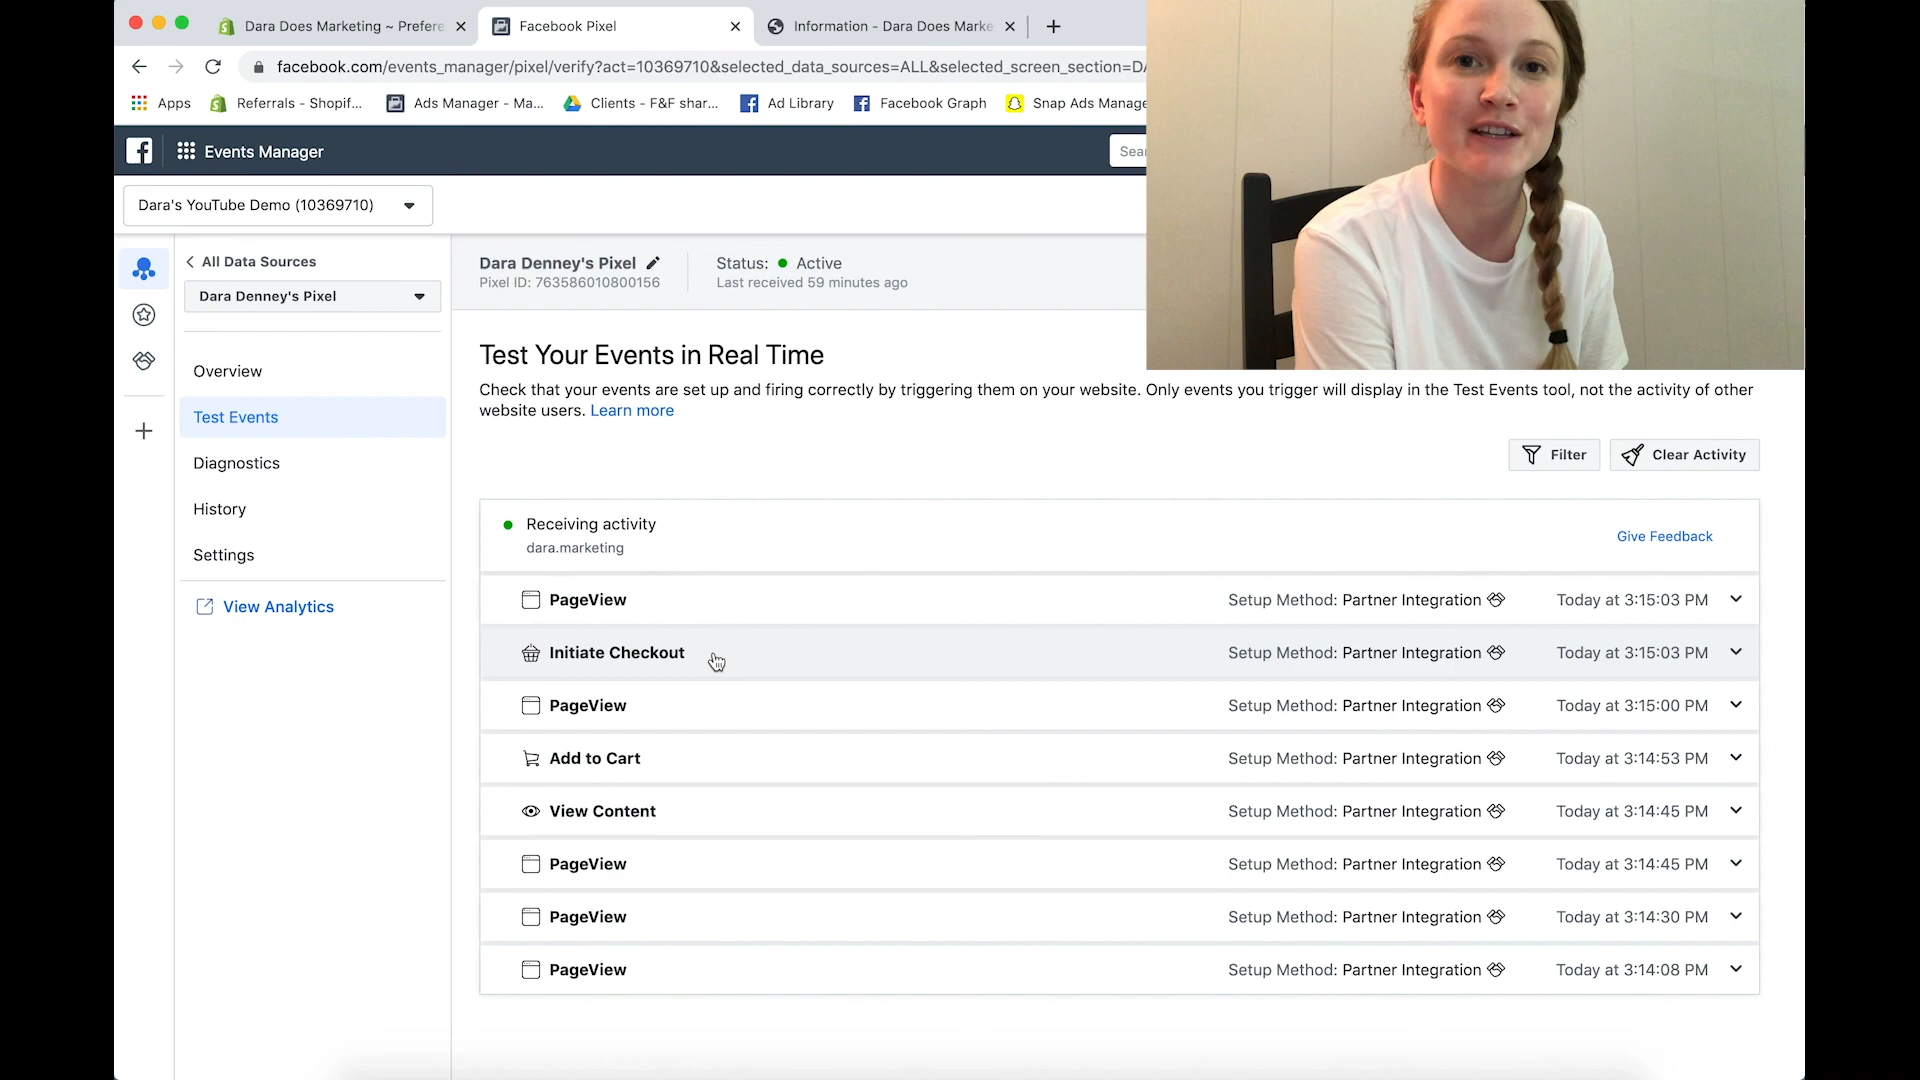 Dara Does Marketing ~ Prefere
Facebook Pixel
Information - Dara Does Marke
facebook.com/events_manager/pixel/verify?act=10369710&selected_data_sources=ALL&selected_screen_section=DA
Apps
Referrals - Shopif...
Ads Manager - Ma...
Clients - F&F shar...
Ad Library
Facebook Graph
Snap Ads Manage
Events Manager
Sear
Dara's YouTube Demo (10369710)
All Data Sources
Dara Denney's Pixel
Overview
Test Events
Diagnostics
History
Settings
View Analytics
Dara Denney's Pixel
Pixel ID: 763586010800156
Status: Active
Last received 59 minutes ago
Test Your Events in Real Time
Check that your events are set up and firing correctly by triggering them on your website. Only events you trigger will display in the Test Events tool, not the activity of other
website users. Learn more
Filter
Clear Activity
Receiving activity
dara.marketing
Give Feedback
PageView Setup Method: Partner Integration Today at 3:15:03 PM
Initiate Checkout Setup Method: Partner Integration Today at 3:15:03 PM
PageView Setup Method: Partner Integration Today at 3:15:00 PM
Add to Cart Setup Method: Partner Integration Today at 3:14:53 PM
View Content Setup Method: Partner Integration Today at 3:14:45 PM
PageView Setup Method: Partner Integration Today at 3:14:45 PM
PageView Setup Method: Partner Integration Today at 3:14:30 PM
PageView Setup Method: Partner Integration Today at 3:14:08 PM